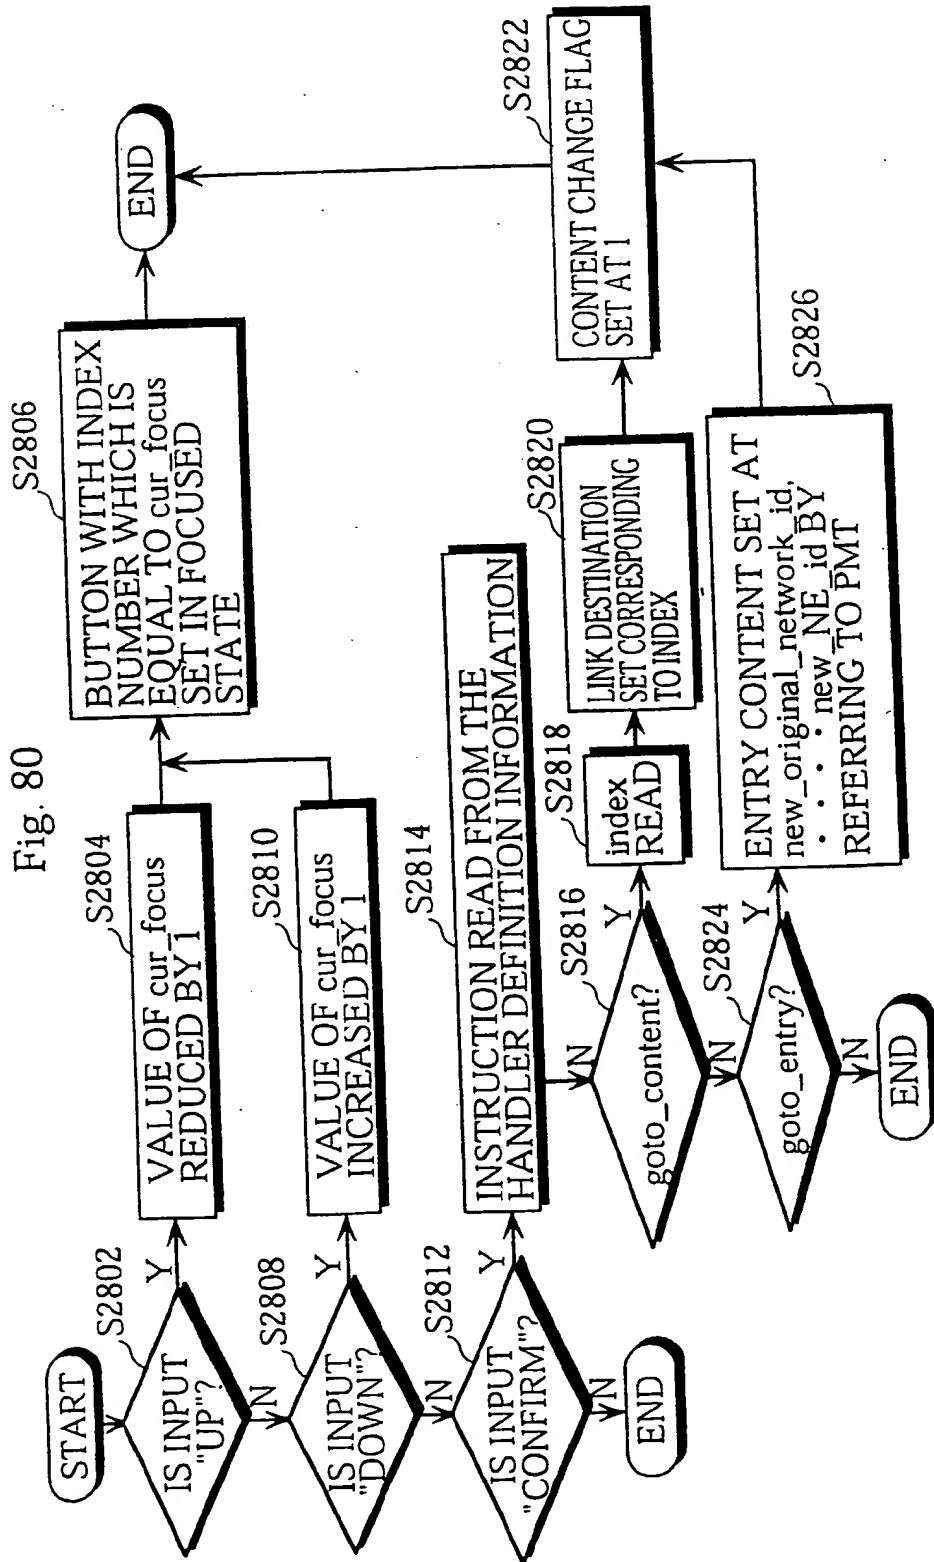 Fig. 80
START
S2802
IS INPUT
"UP"?
Y
N
S2804
VALUE OF cur_focus
REDUCED BY 1
S2806
BUTTON WITH INDEX
NUMBER WHICH IS
EQUAL TO cur_focus
SET IN FOCUSED
STATE
END
S2808
IS INPUT
"DOWN"?
Y
N
S2810
VALUE OF cur_focus
INCREASED BY 1
S2812
IS INPUT
"CONFIRM"?
Y
N
END
S2814
INSTRUCTION READ FROM THE
HANDLER DEFINITION INFORMATION
N
S2816
goto_content?
Y
N
S2818
index
READ
S2820
LINK DESTINATION
SET CORRESPONDING
TO INDEX
S2822
CONTENT CHANGE FLAG
SET AT 1
S2824
goto_entry?
Y
N
END
S2826
ENTRY CONTENT SET AT
new_original_network_id,
· · · · new_NE_id BY
REFERRING TO PMT